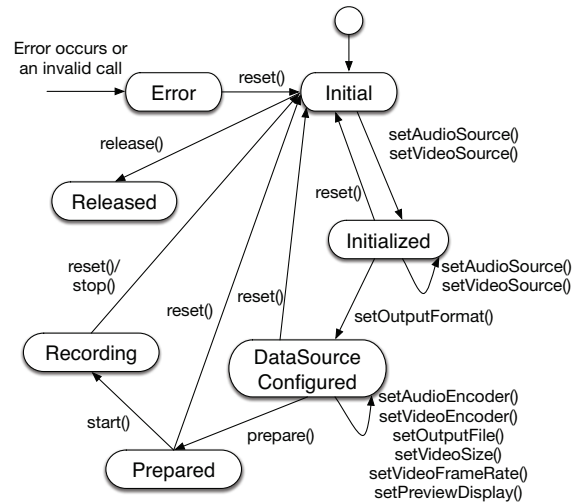 Error occurs or
an invalid call
Error
reset()
Initial
setAudioSource()
setVideoSource()
release()
reset()
Released
Initialized
setAudioSource()
setVideoSource()
reset()/
stop()
reset()
reset()
setOutputFormat()
Recording
DataSource
Configured
setAudioEncoder()
setVideoEncoder()
setOutputFile()
setVideoSize()
setVideoFrameRate()
setPreviewDisplay()
start()
prepare()
Prepared